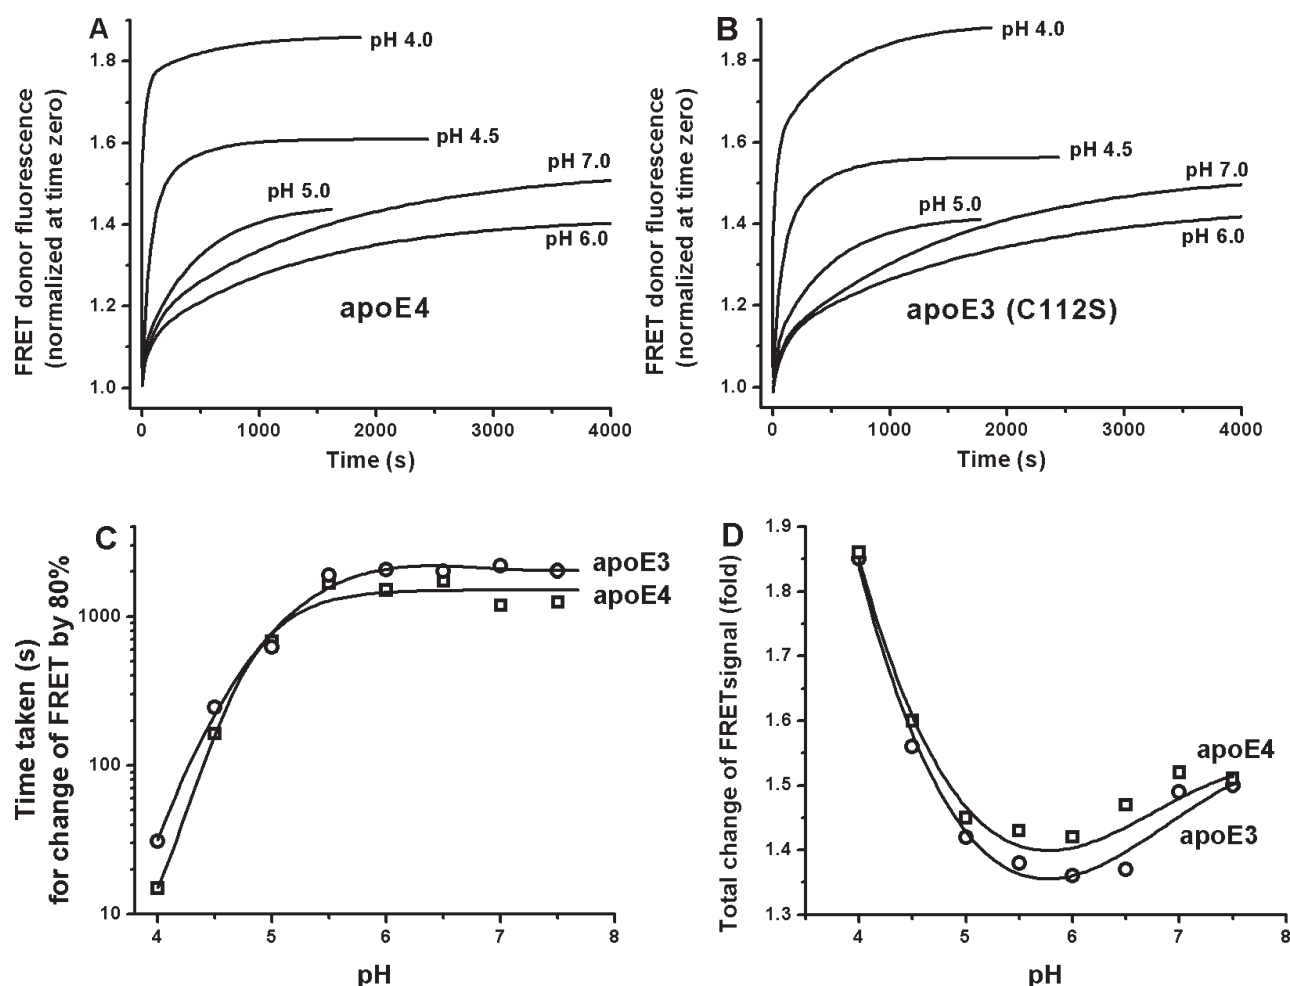 A
FRET donor fluorescence
(normalized at time zero)
1.8
1.6
1.4
1.2
1.0
pH 4.0
pH 4.5
pH 7.0
pH 5.0
pH 6.0
apoE4
0
1000
2000
3000
4000
Time (s)
B
FRET donor fluorescence
(normalized at time zero)
1.8
1.6
1.4
1.2
1.0
pH 4.0
pH 4.5
pH 7.0
pH 5.0
pH 6.0
apoE3 (C112S)
0
1000
2000
3000
4000
Time (s)
C
Time taken (s)
for change of FRET by 80%
1000
100
10
apoE3
apoE4
4
5
6
7
8
pH
D
Total change of FRETsignal (fold)
1.9
1.8
1.7
1.6
1.5
1.4
1.3
apoE4
apoE3
4
5
6
7
8
pH